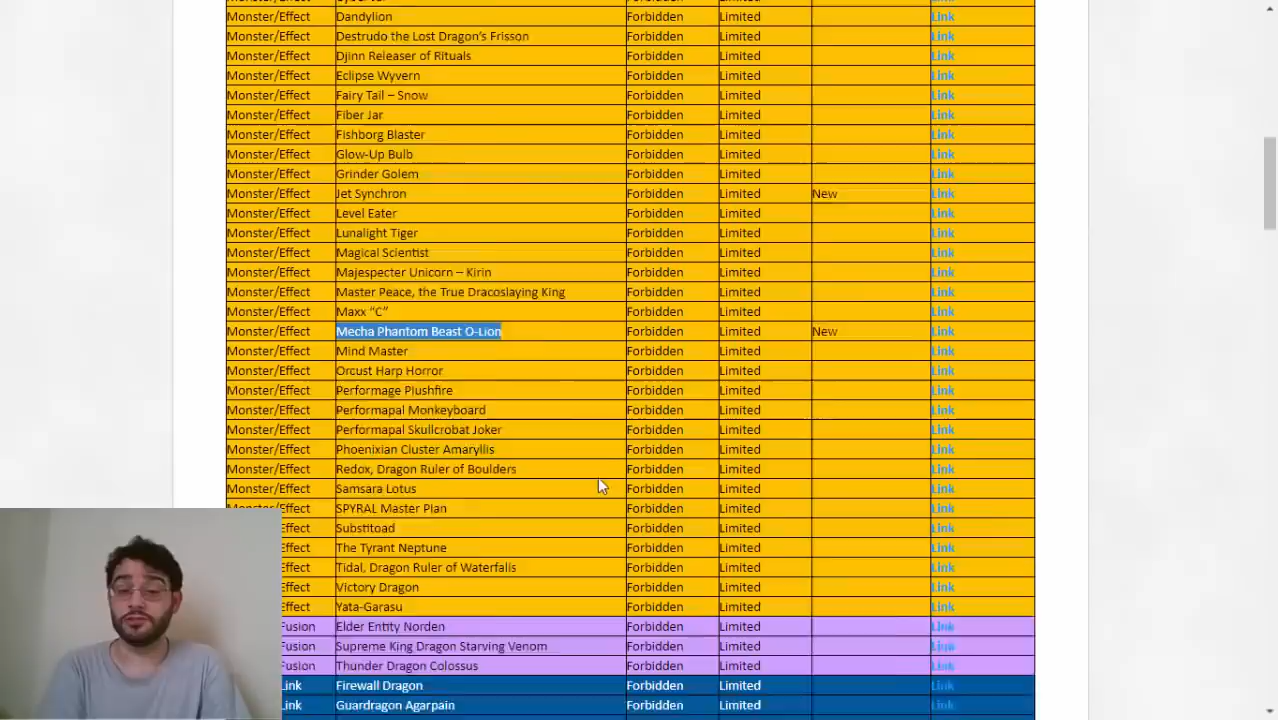 Monster/Effect Dandylion Forbidden Limited Link
Monster/Effect Destrudo the Lost Dragon's Frisson Forbidden Limited Link
Monster/Effect Djinn Releaser of Rituals Forbidden Limited Link
Monster/Effect Eclipse Wyvern Forbidden Limited Link
Monster/Effect Fairy Tail – Snow Forbidden Limited Link
Monster/Effect Fiber Jar Forbidden Limited Link
Monster/Effect Fishborg Blaster Forbidden Limited Link
Monster/Effect Glow-Up Bulb Forbidden Limited Link
Monster/Effect Grinder Golem Forbidden Limited Link
Monster/Effect Jet Synchron Forbidden Limited New Link
Monster/Effect Level Eater Forbidden Limited Link
Monster/Effect Lunalight Tiger Forbidden Limited Link
Monster/Effect Magical Scientist Forbidden Limited Link
Monster/Effect Majespecter Unicorn – Kirin Forbidden Limited Link
Monster/Effect Master Peace, the True Dracoslaying King Forbidden Limited Link
Monster/Effect Maxx “C” Forbidden Limited Link
Monster/Effect Mecha Phantom Beast O-Lion Forbidden Limited New Link
Monster/Effect Mind Master Forbidden Limited Link
Monster/Effect Orcust Harp Horror Forbidden Limited Link
Monster/Effect Performage Plushfire Forbidden Limited Link
Monster/Effect Performapal Monkeyboard Forbidden Limited Link
Monster/Effect Performapal Skullcrobat Joker Forbidden Limited Link
Monster/Effect Phoenixian Cluster Amaryllis Forbidden Limited Link
Monster/Effect Redox, Dragon Ruler of Boulders Forbidden Limited Link
Monster/Effect Samsara Lotus Forbidden Limited Link
Monster/Effect SPYRAL Master Plan Forbidden Limited Link
Effect Substitoad Forbidden Limited Link
Effect The Tyrant Neptune Forbidden Limited Link
Effect Tidal, Dragon Ruler of Waterfalls Forbidden Limited Link
Effect Victory Dragon Forbidden Limited Link
Effect Yata-Garasu Forbidden Limited Link
Fusion Elder Entity Norden Forbidden Limited Link
Fusion Supreme King Dragon Starving Venom Forbidden Limited Link
Fusion Thunder Dragon Colossus Forbidden Limited Link
Link Firewall Dragon Forbidden Limited Link
Link Guardragon Agarpain Forbidden Limited Link